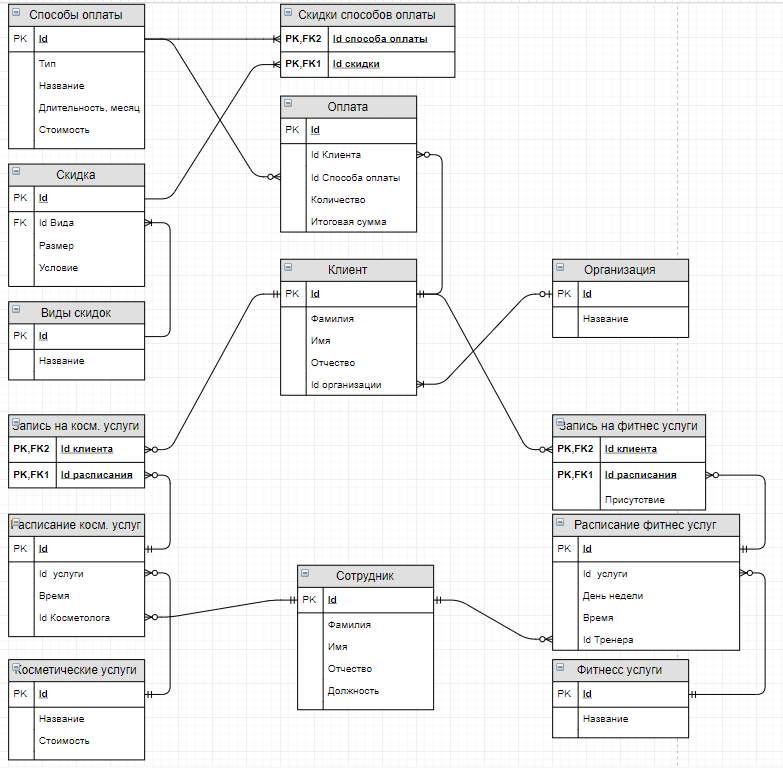 Способы оплаты
PK Id
Тип
Название
Длительность, месяц
Стоимость
Скидки способов оплаты
PK,FK2 Id способа оплаты
PK,FK1 Id скидки
Оплата
PK Id
Id Клиента
Id Способа оплаты
Количество
Итоговая сумма
Скидка
PK Id
FK Id Вида
Размер
Условие
Виды скидок
PK Id
Название
Клиент
PK Id
Фамилия
Имя
Отчество
Id организации
Организация
PK Id
Название
Запись на косм. услуги
PK,FK2 Id клиента
PK,FK1 Id расписания
Запись на фитнес услуги
PK,FK2 Id клиента
PK,FK1 Id расписания
Присутствие
Расписание косм. услуг
PK Id
Id услуги
Время
Id Косметолога
Расписание фитнес услуг
PK Id
Id услуги
День недели
Время
Id Тренера
Сотрудник
PK Id
Фамилия
Имя
Отчество
Должность
Косметические услуги
PK Id
Название
Стоимость
Фитнесс услуги
PK Id
Название